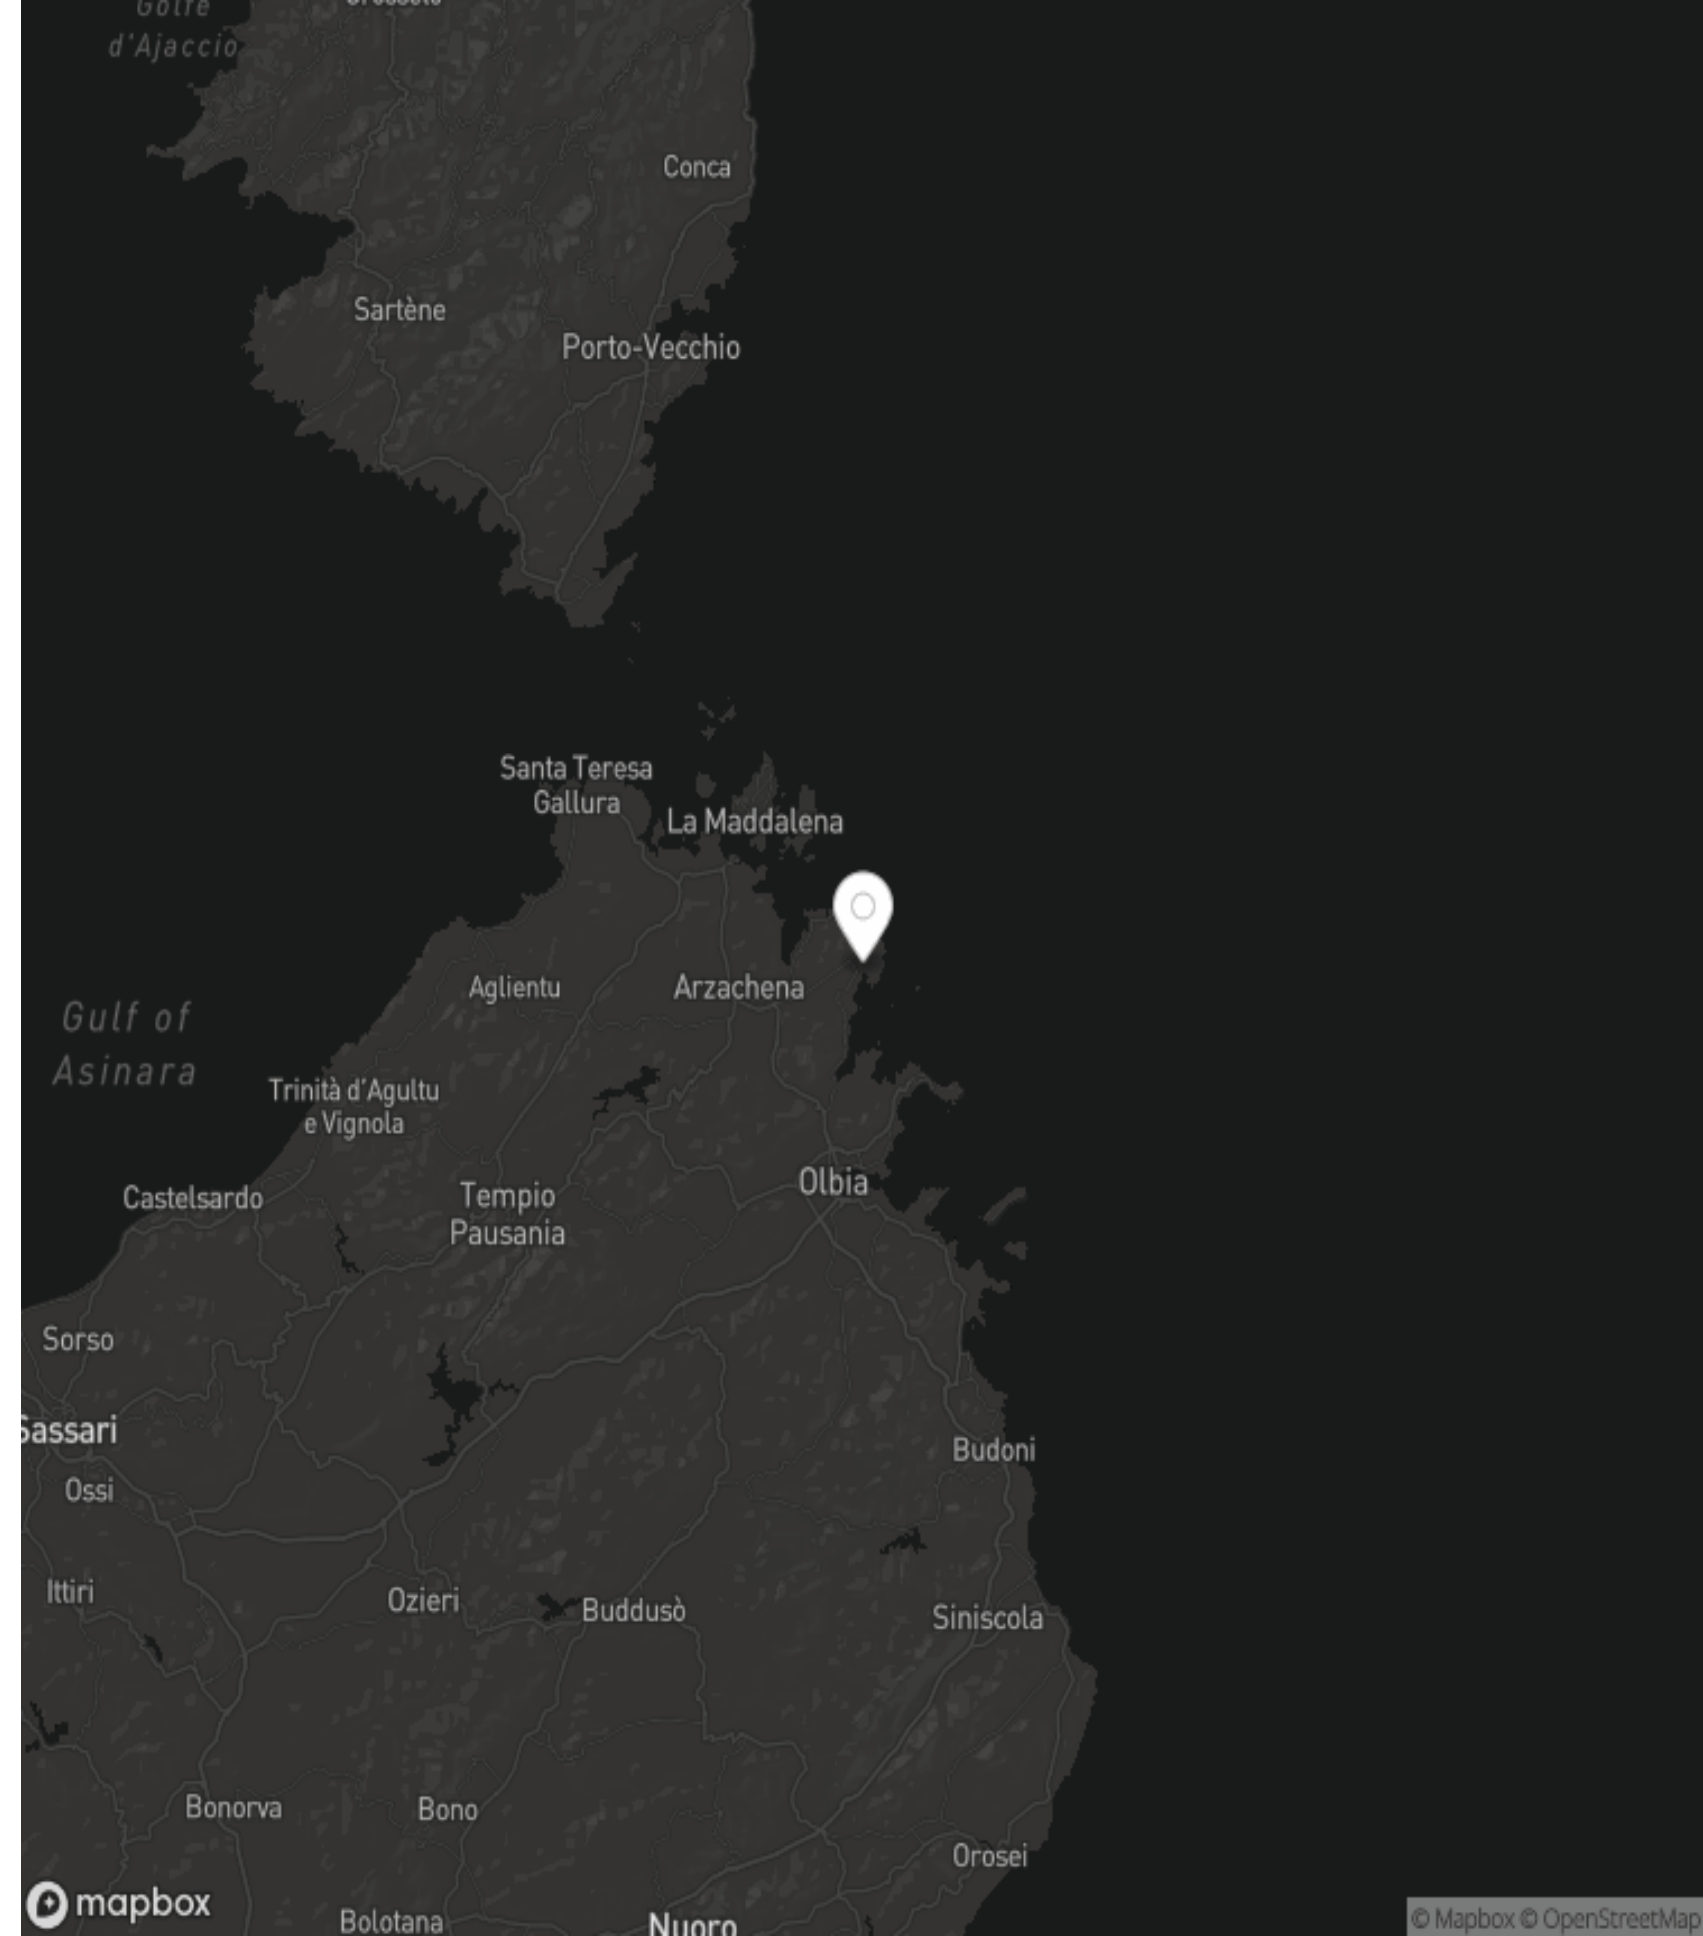 Golfe
d'Ajaccio
Conca
Sartène
Porto-Vecchio
Santa Teresa
Gallura
La Maddalena
Aglientu
Arzachena
Gulf of
Asinara
Trinità d'Agultu
e Vignola
Castelsardo
Tempio
Pausania
Olbia
Sorso
Sassari
Budoni
Ossi
Ittiri
Ozieri
Buddusò
Siniscola
Bonorva
Bono
Orosei
mapbox
Bolotana
Nuoro
© Mapbox © OpenStreetMap